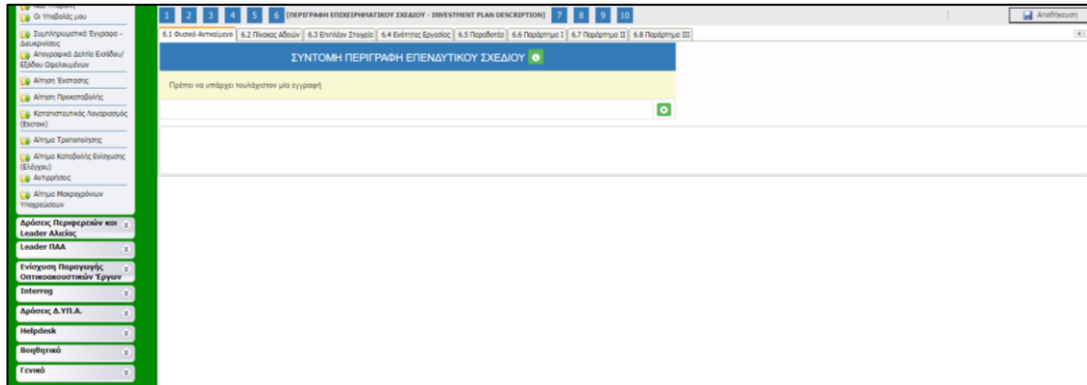 Οι Υποβολές μου
Συμπληρωματικά Έγγραφα -
Διευκρινίσεις
Απογραφικά Δελτία Εισόδου/
Εξόδου Ωφελουμένων
Αίτηση Ένστασης
Αίτηση Προκαταβολής
Καταπιστευτικός Λογαριασμός
(Escrow)
Αίτημα Τροποποίησης
Αίτημα Καταβολής Ενίσχυσης
(Ελέγχου)
Αντιρρήσεις
Αίτημα Μακροχρόνιων
Υποχρεώσεων
Δράσεις Περιφερειών και
Leader Αλιείας
Leader ΠΑΑ
Ενίσχυση Παραγωγής
Οπτικοακουστικών Έργων
Interreg
Δράσεις Δ.ΥΠ.Α.
Helpdesk
Βοηθητικά
Γενικά
1 2 3 4 5 6 [ΠΕΡΙΓΡΑΦΗ ΕΠΙΧΕΙΡΗΜΑΤΙΚΟΥ ΣΧΕΔΙΟΥ - INVESTMENT PLAN DESCRIPTION] 7 8 9 10
Αποθήκευση
6.1 Φυσικό Αντικείμενο 6.2 Πίνακας Αδειών 6.3 Επιπλέον Στοιχεία 6.4 Ενότητες Εργασίας 6.5 Παραδοτέα 6.6 Παράρτημα I 6.7 Παράρτημα II 6.8 Παράρτημα III
ΣΥΝΤΟΜΗ ΠΕΡΙΓΡΑΦΗ ΕΠΕΝΔΥΤΙΚΟΥ ΣΧΕΔΙΟΥ
Πρέπει να υπάρχει τουλάχιστον μία εγγραφή